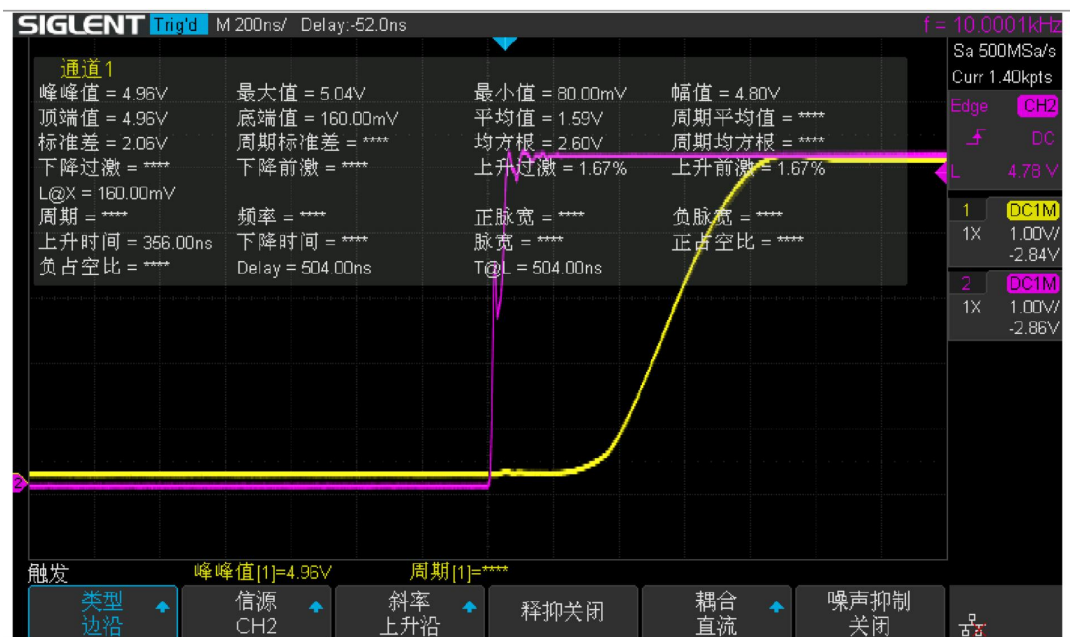 SIGLENT Trig'd M 200ns/ Delay:-52.0ns f = 10.0001kHz
Sa 500MSa/s
Curr 1.40kpts
通道1
峰峰值 = 4.96V 最大值 = 5.04V 最小值 = 80.00mV 幅值 = 4.80V
顶端值 = 4.96V 底端值 = 160.00mV 平均值 = 1.59V 周期平均值 = ****
标准差 = 2.06V 周期标准差 = **** 均方根 = 2.60V 周期均方根 = ****
下降过激 = **** 下降前激 = **** 上升过激 = 1.67% 上升前激 = 1.67%
L@X = 160.00mV
周期 = **** 频率 = **** 正脉宽 = **** 负脉宽 = ****
上升时间 = 356.00ns 下降时间 = **** 脉宽 = **** 正占空比 = ****
负占空比 = **** Delay = 504.00ns T@L = 504.00ns
Edge CH2
DC
L 4.78 V
1 DC1M
1X 1.00V/
-2.84V
2 DC1M
1X 1.00V/
-2.86V
2
触发 峰峰值[1]=4.96V 周期[1]=****
类型 信源 斜率 释抑关闭 耦合 噪声抑制
边沿 CH2 上升沿 直流 关闭